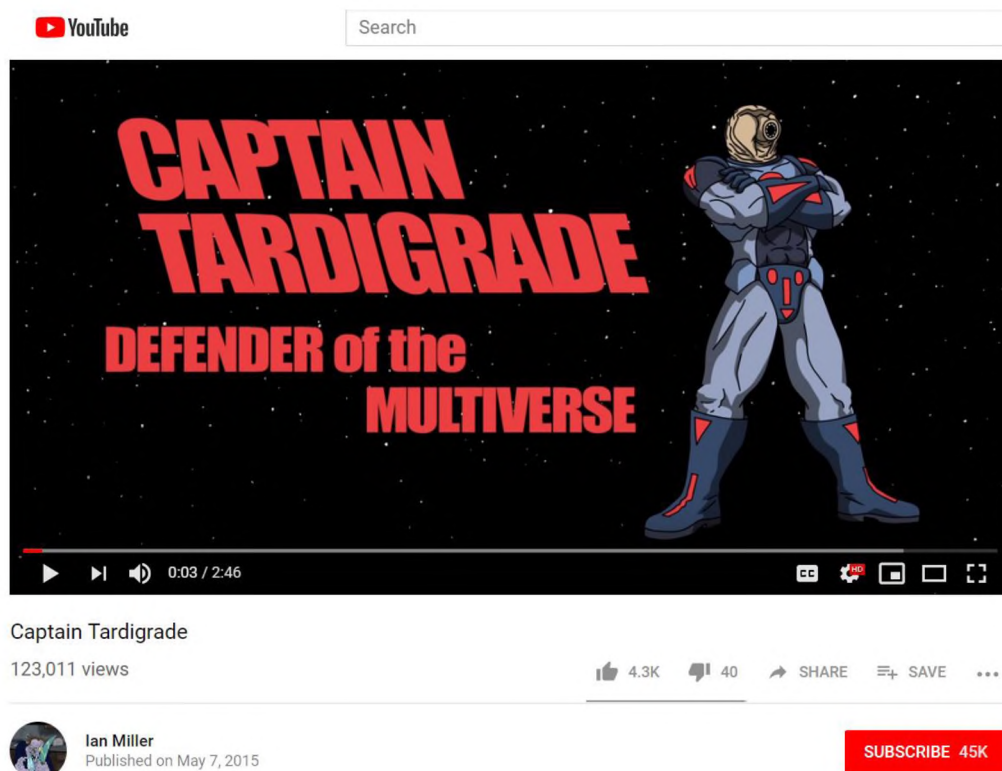 YouTube
Search
CAPTAIN
TARDIGRADE
DEFENDER of the
MULTIVERSE
0:03 / 2:46
CC
HD
Captain Tardigrade
123,011 views
4.3K
40
SHARE
SAVE
Ian Miller
Published on May 7, 2015
SUBSCRIBE 45K